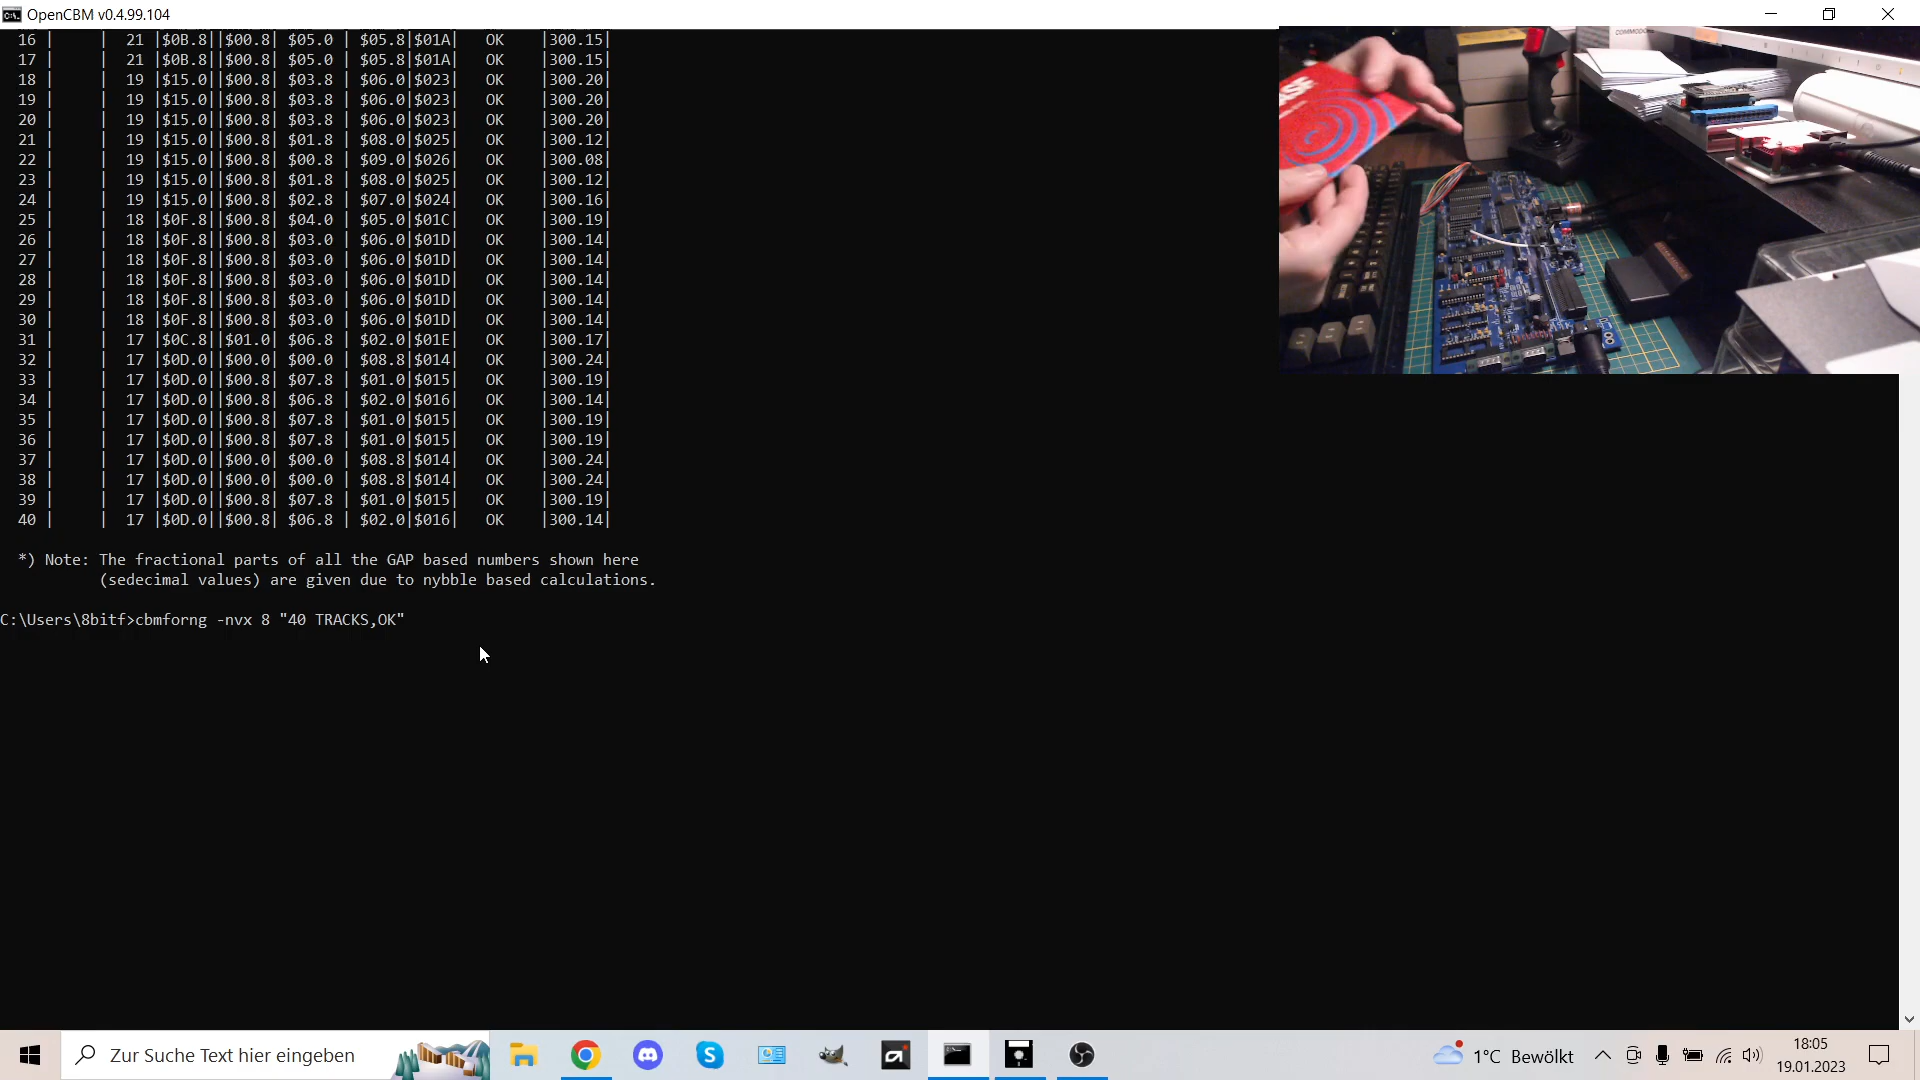 OpenCBM v0.4.99.104
16 |      |  21 |$0B.8||$00.8| $05.0 | $05.8|$01A|   OK    |300.15|
17 |      |  21 |$0B.8||$00.8| $05.0 | $05.8|$01A|   OK    |300.15|
18 |      |  19 |$15.0||$00.8| $03.8 | $06.0|$023|   OK    |300.20|
19 |      |  19 |$15.0||$00.8| $03.8 | $06.0|$023|   OK    |300.20|
20 |      |  19 |$15.0||$00.8| $03.8 | $06.0|$023|   OK    |300.20|
21 |      |  19 |$15.0||$00.8| $01.8 | $08.0|$025|   OK    |300.12|
22 |      |  19 |$15.0||$00.8| $00.8 | $09.0|$026|   OK    |300.08|
23 |      |  19 |$15.0||$00.8| $01.8 | $08.0|$025|   OK    |300.12|
24 |      |  19 |$15.0||$00.8| $02.8 | $07.0|$024|   OK    |300.16|
25 |      |  18 |$0F.8||$00.8| $04.0 | $05.0|$01C|   OK    |300.19|
26 |      |  18 |$0F.8||$00.8| $03.0 | $06.0|$01D|   OK    |300.14|
27 |      |  18 |$0F.8||$00.8| $03.0 | $06.0|$01D|   OK    |300.14|
28 |      |  18 |$0F.8||$00.8| $03.0 | $06.0|$01D|   OK    |300.14|
29 |      |  18 |$0F.8||$00.8| $03.0 | $06.0|$01D|   OK    |300.14|
30 |      |  18 |$0F.8||$00.8| $03.0 | $06.0|$01D|   OK    |300.14|
31 |      |  17 |$0C.8||$01.0| $06.8 | $02.0|$01E|   OK    |300.17|
32 |      |  17 |$0D.0||$00.0| $00.0 | $08.8|$014|   OK    |300.24|
33 |      |  17 |$0D.0||$00.8| $07.8 | $01.0|$015|   OK    |300.19|
34 |      |  17 |$0D.0||$00.8| $06.8 | $02.0|$016|   OK    |300.14|
35 |      |  17 |$0D.0||$00.8| $07.8 | $01.0|$015|   OK    |300.19|
36 |      |  17 |$0D.0||$00.8| $07.8 | $01.0|$015|   OK    |300.19|
37 |      |  17 |$0D.0||$00.0| $00.0 | $08.8|$014|   OK    |300.24|
38 |      |  17 |$0D.0||$00.0| $00.0 | $08.8|$014|   OK    |300.24|
39 |      |  17 |$0D.0||$00.8| $07.8 | $01.0|$015|   OK    |300.19|
40 |      |  17 |$0D.0||$00.8| $06.8 | $02.0|$016|   OK    |300.14|
*) Note: The fractional parts of all the GAP based numbers shown here
(sedecimal values) are given due to nybble based calculations.
C:\Users\8bitf>cbmforng -nvx 8 "40 TRACKS,OK"
Zur Suche Text hier eingeben
1°C Bewölkt
18:05
19.01.2023